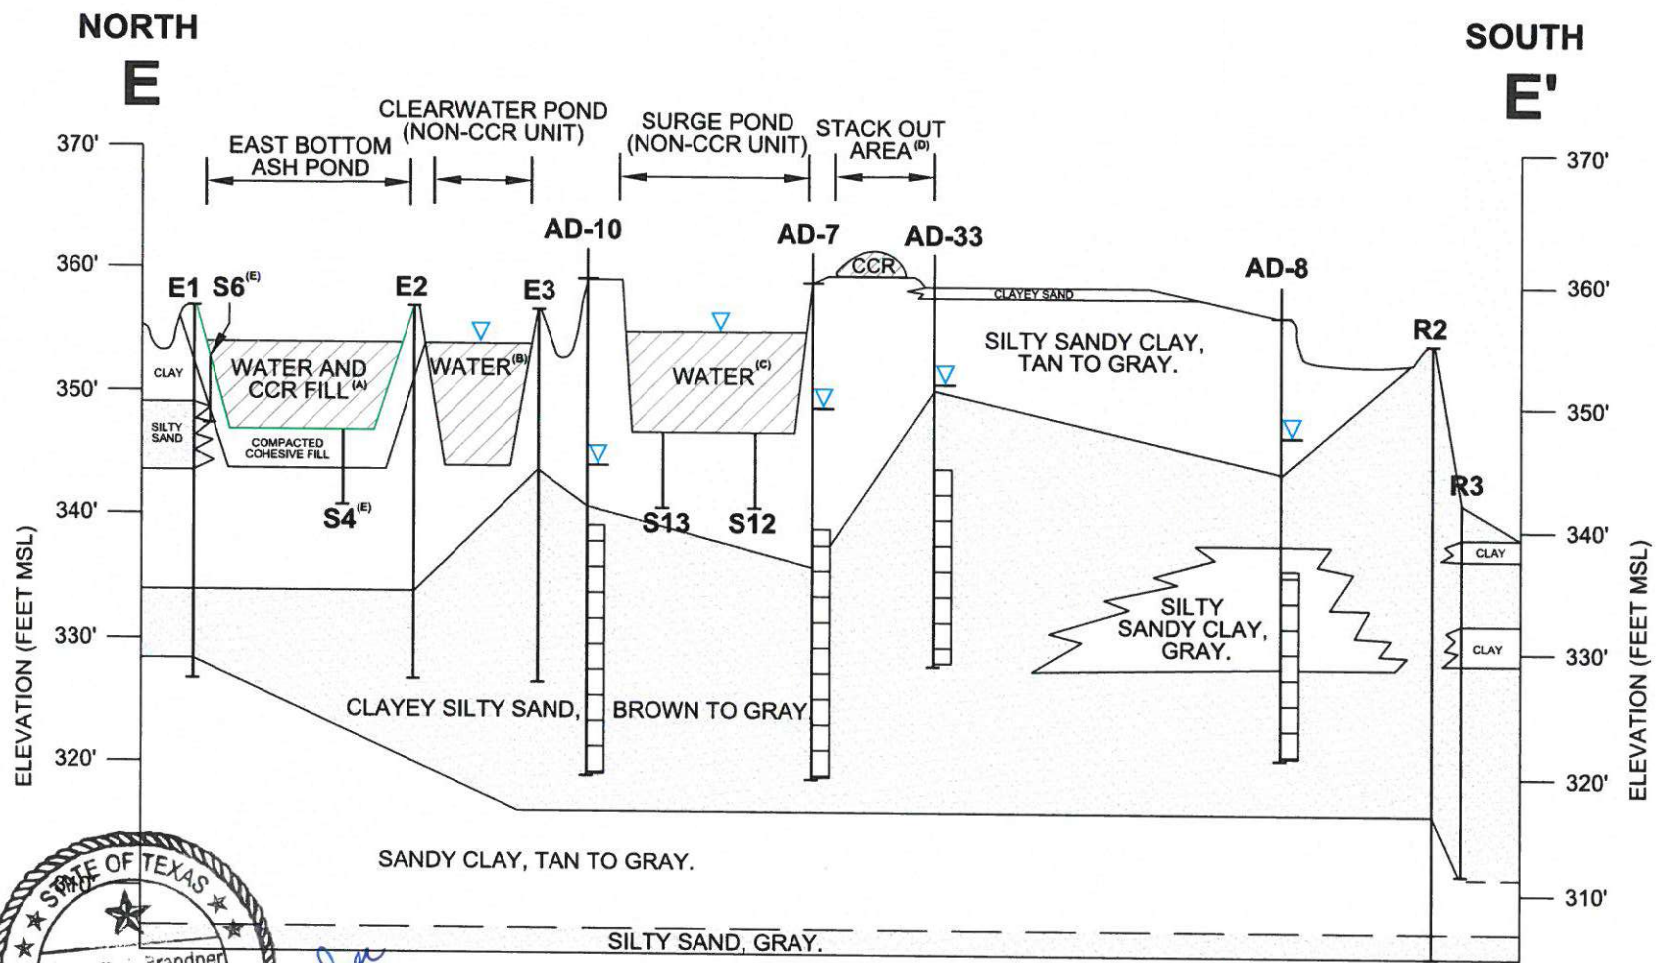 NORTH
SOUTH
E
E'
CLEARWATER POND
(NON-CCR UNIT)
EAST BOTTOM
ASH POND
SURGE POND
(NON-CCR UNIT)
STACK OUT
AREA(D)
370'
370'
AD-10
AD-7
AD-33
AD-8
360'
360'
E1
S6(E)
E2
E3
CCR
CLAYEY SAND
R2
WATER AND
CCR FILL(A)
WATER(B)
WATER(C)
SILTY SANDY CLAY,
TAN TO GRAY.
CLAY
350'
350'
SILTY
SAND
COMPACTED
COHESIVE FILL
R3
340'
340'
S4(E)
S13
S12
CLAY
SILTY
SANDY CLAY,
GRAY.
330'
330'
CLAY
ELEVATION (FEET MSL)
ELEVATION (FEET MSL)
CLAYEY SILTY SAND, BROWN TO GRAY
320'
320'
SANDY CLAY, TAN TO GRAY.
STATE OF TEXAS
310'
SILTY SAND, GRAY.